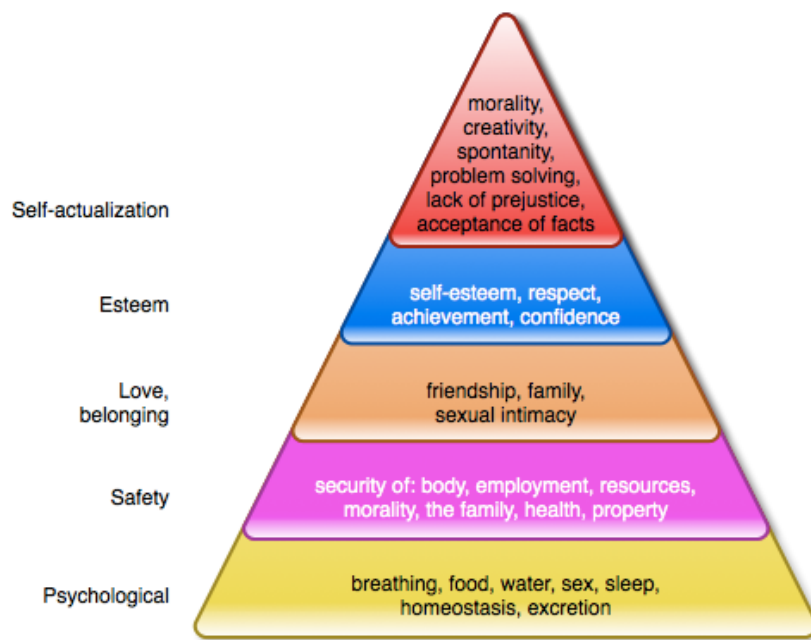 morality,
creativity,
spontanity,
problem solving,
lack of prejustice,
acceptance of facts
Self-actualization
self-esteem, respect,
achievement, confidence
Esteem
friendship, family,
sexual intimacy
Love,
belonging
security of: body, employment, resources,
morality, the family, health, property
Safety
breathing, food, water, sex, sleep,
homeostasis, excretion
Psychological